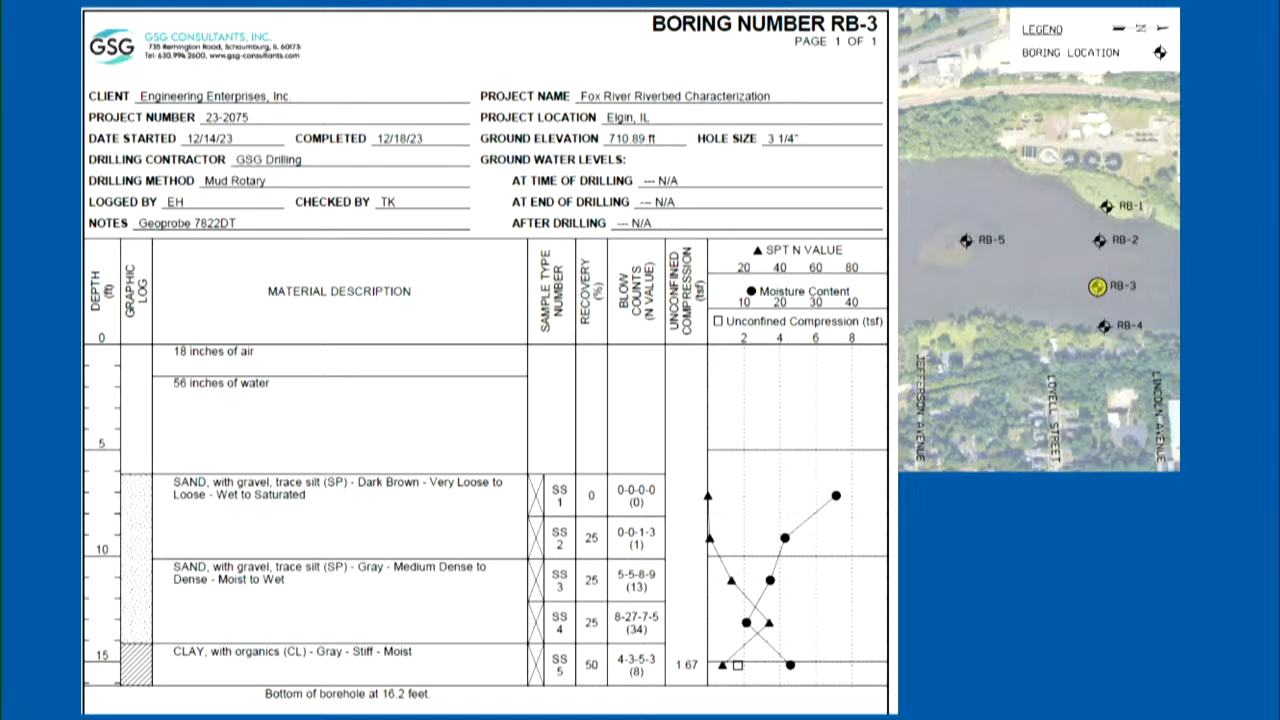 BORING NUMBER RB-3
PAGE 1 OF 1
GSG
GSG CONSULTANTS, INC.
735 Remington Road, Schaumburg, IL 60173
Tel: 630.994.2600, www.gsg-consultants.com
CLIENT Engineering Enterprises, Inc.
PROJECT NAME Fox River Riverbed Characterization
PROJECT NUMBER 23-2075
PROJECT LOCATION Elgin, IL
DATE STARTED 12/14/23 COMPLETED 12/18/23
GROUND ELEVATION 710.89 ft HOLE SIZE 3 1/4"
DRILLING CONTRACTOR GSG Drilling
GROUND WATER LEVELS:
DRILLING METHOD Mud Rotary
AT TIME OF DRILLING --- N/A
LOGGED BY EH CHECKED BY TK
AT END OF DRILLING --- N/A
NOTES Geoprobe 7822DT
AFTER DRILLING --- N/A
DEPTH (ft)
GRAPHIC LOG
MATERIAL DESCRIPTION
SAMPLE TYPE NUMBER
RECOVERY (%)
BLOW COUNTS (N VALUE)
UNCONFINED COMPRESSION (tsf)
▲ SPT N VALUE
20 40 60 80
● Moisture Content
10 20 30 40
□ Unconfined Compression (tsf)
2 4 6 8
0
18 inches of air
56 inches of water
5
SAND, with gravel, trace silt (SP) - Dark Brown - Very Loose to
Loose - Wet to Saturated
SS 1
0
0-0-0-0
(0)
SS 2
25
0-0-1-3
(1)
10
SAND, with gravel, trace silt (SP) - Gray - Medium Dense to
Dense - Moist to Wet
SS 3
25
5-5-8-9
(13)
SS 4
25
8-27-7-5
(34)
15
CLAY, with organics (CL) - Gray - Stiff - Moist
SS 5
50
4-3-5-3
(8)
1.67
Bottom of borehole at 16.2 feet.
LEGEND
N
BORING LOCATION
RB-1
RB-2
RB-5
RB-3
RB-4
JEFFERSON AVENUE
LOVELL STREET
LINCOLN AVENUE